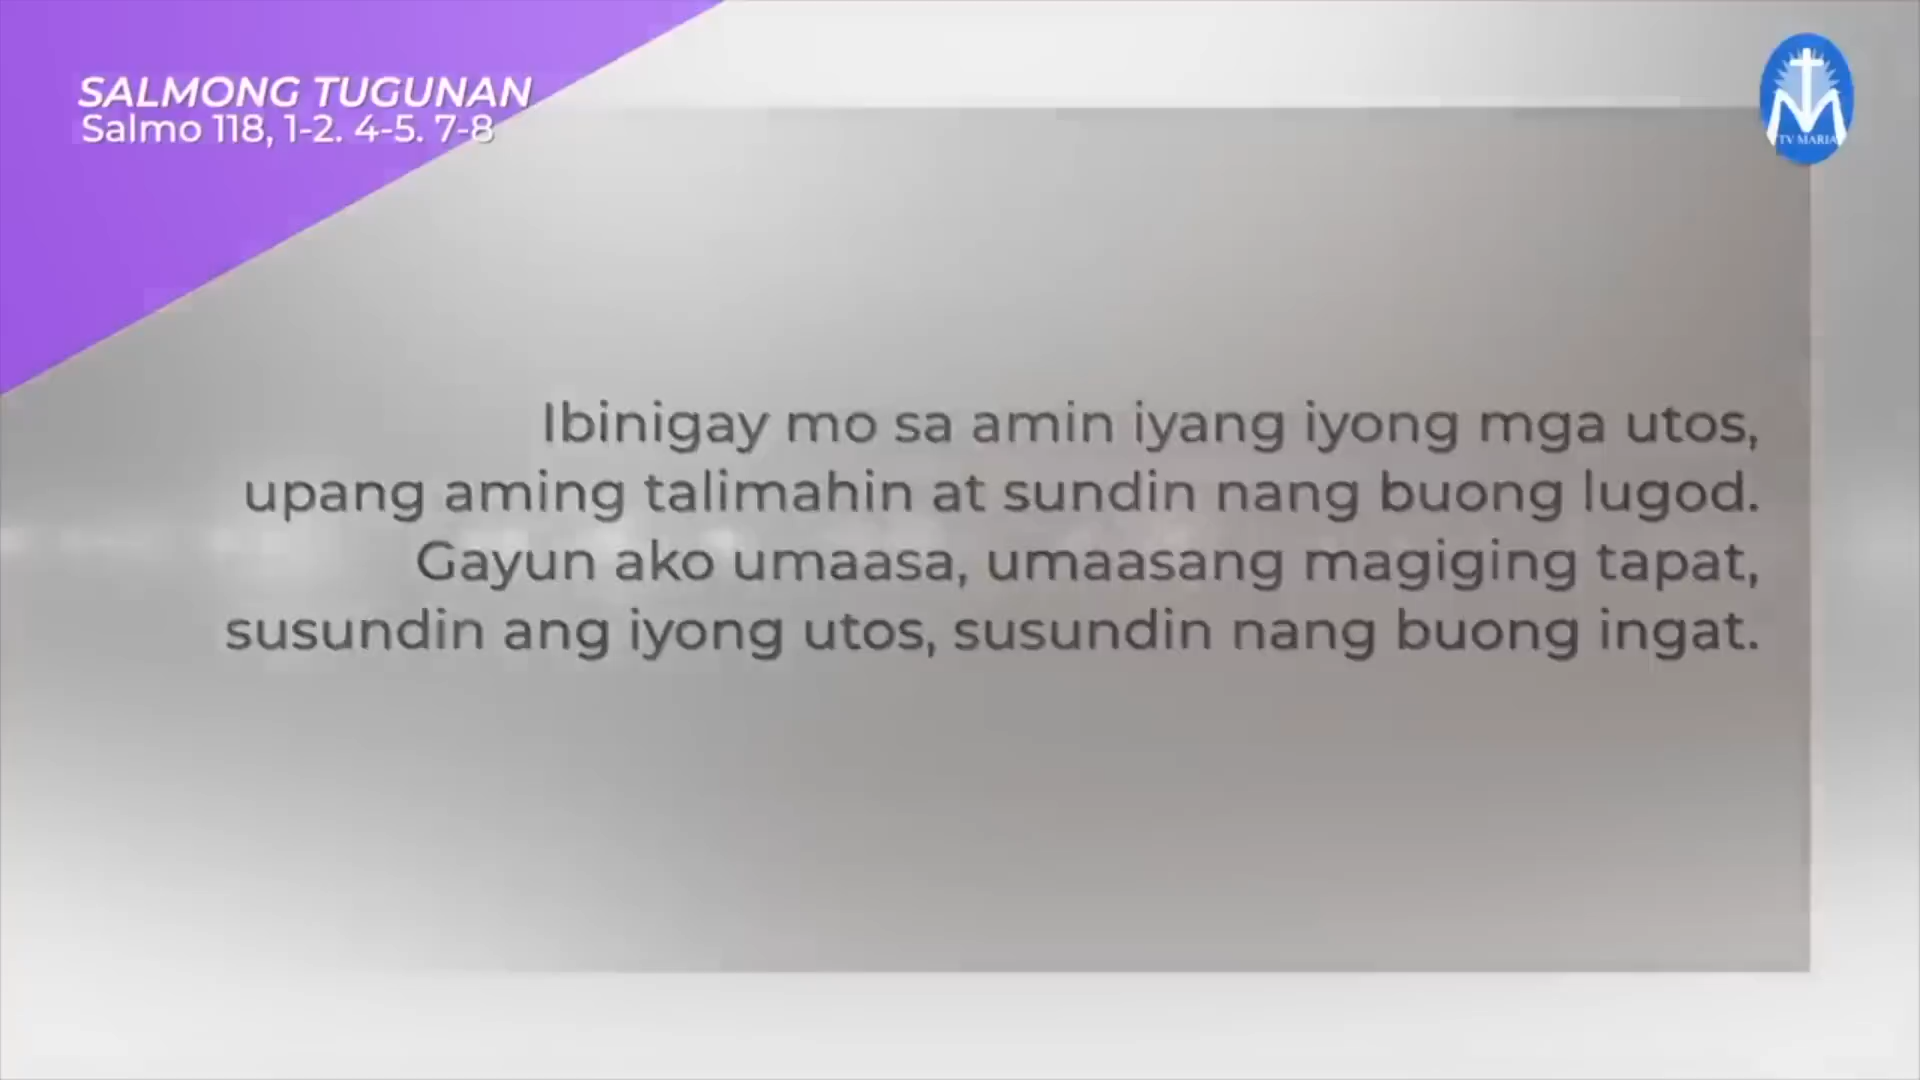 SALMONG TUGUNAN
Salmo 118, 1-2. 4-5. 7-8
TV MARIA
Ibinigay mo sa amin iyang iyong mga utos,
upang aming talimahin at sundin nang buong lugod.
Gayun ako umaasa, umaasang magiging tapat,
susundin ang iyong utos, susundin nang buong ingat.